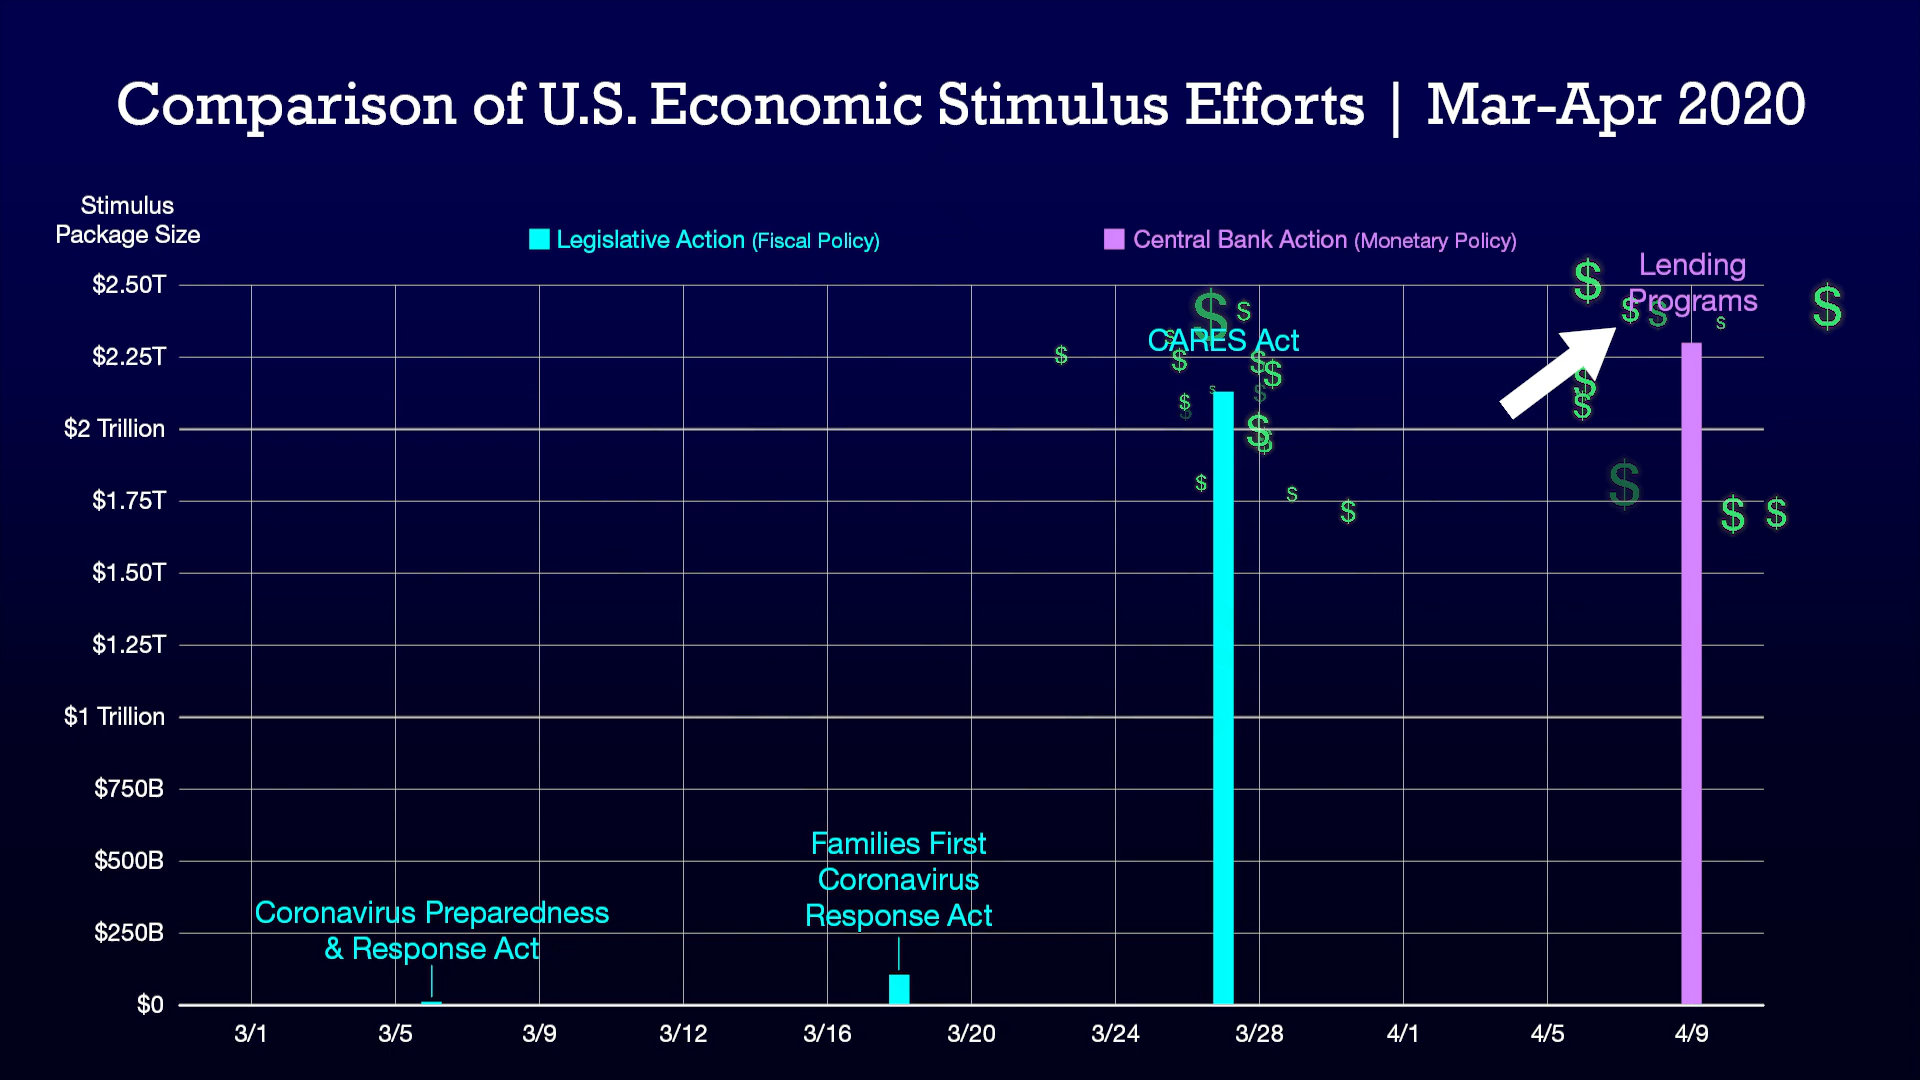 Comparison of U.S. Economic Stimulus Efforts | Mar-Apr 2020
Stimulus
Package Size
Legislative Action (Fiscal Policy)
Central Bank Action (Monetary Policy)
$2.50T
$2.25T
$2 Trillion
$1.75T
$1.50T
$1.25T
$1 Trillion
$750B
$500B
$250B
$0
Coronavirus Preparedness
& Response Act
Families First
Coronavirus
Response Act
CARES Act
Lending
Programs
3/1
3/5
3/9
3/12
3/16
3/20
3/24
3/28
4/1
4/5
4/9